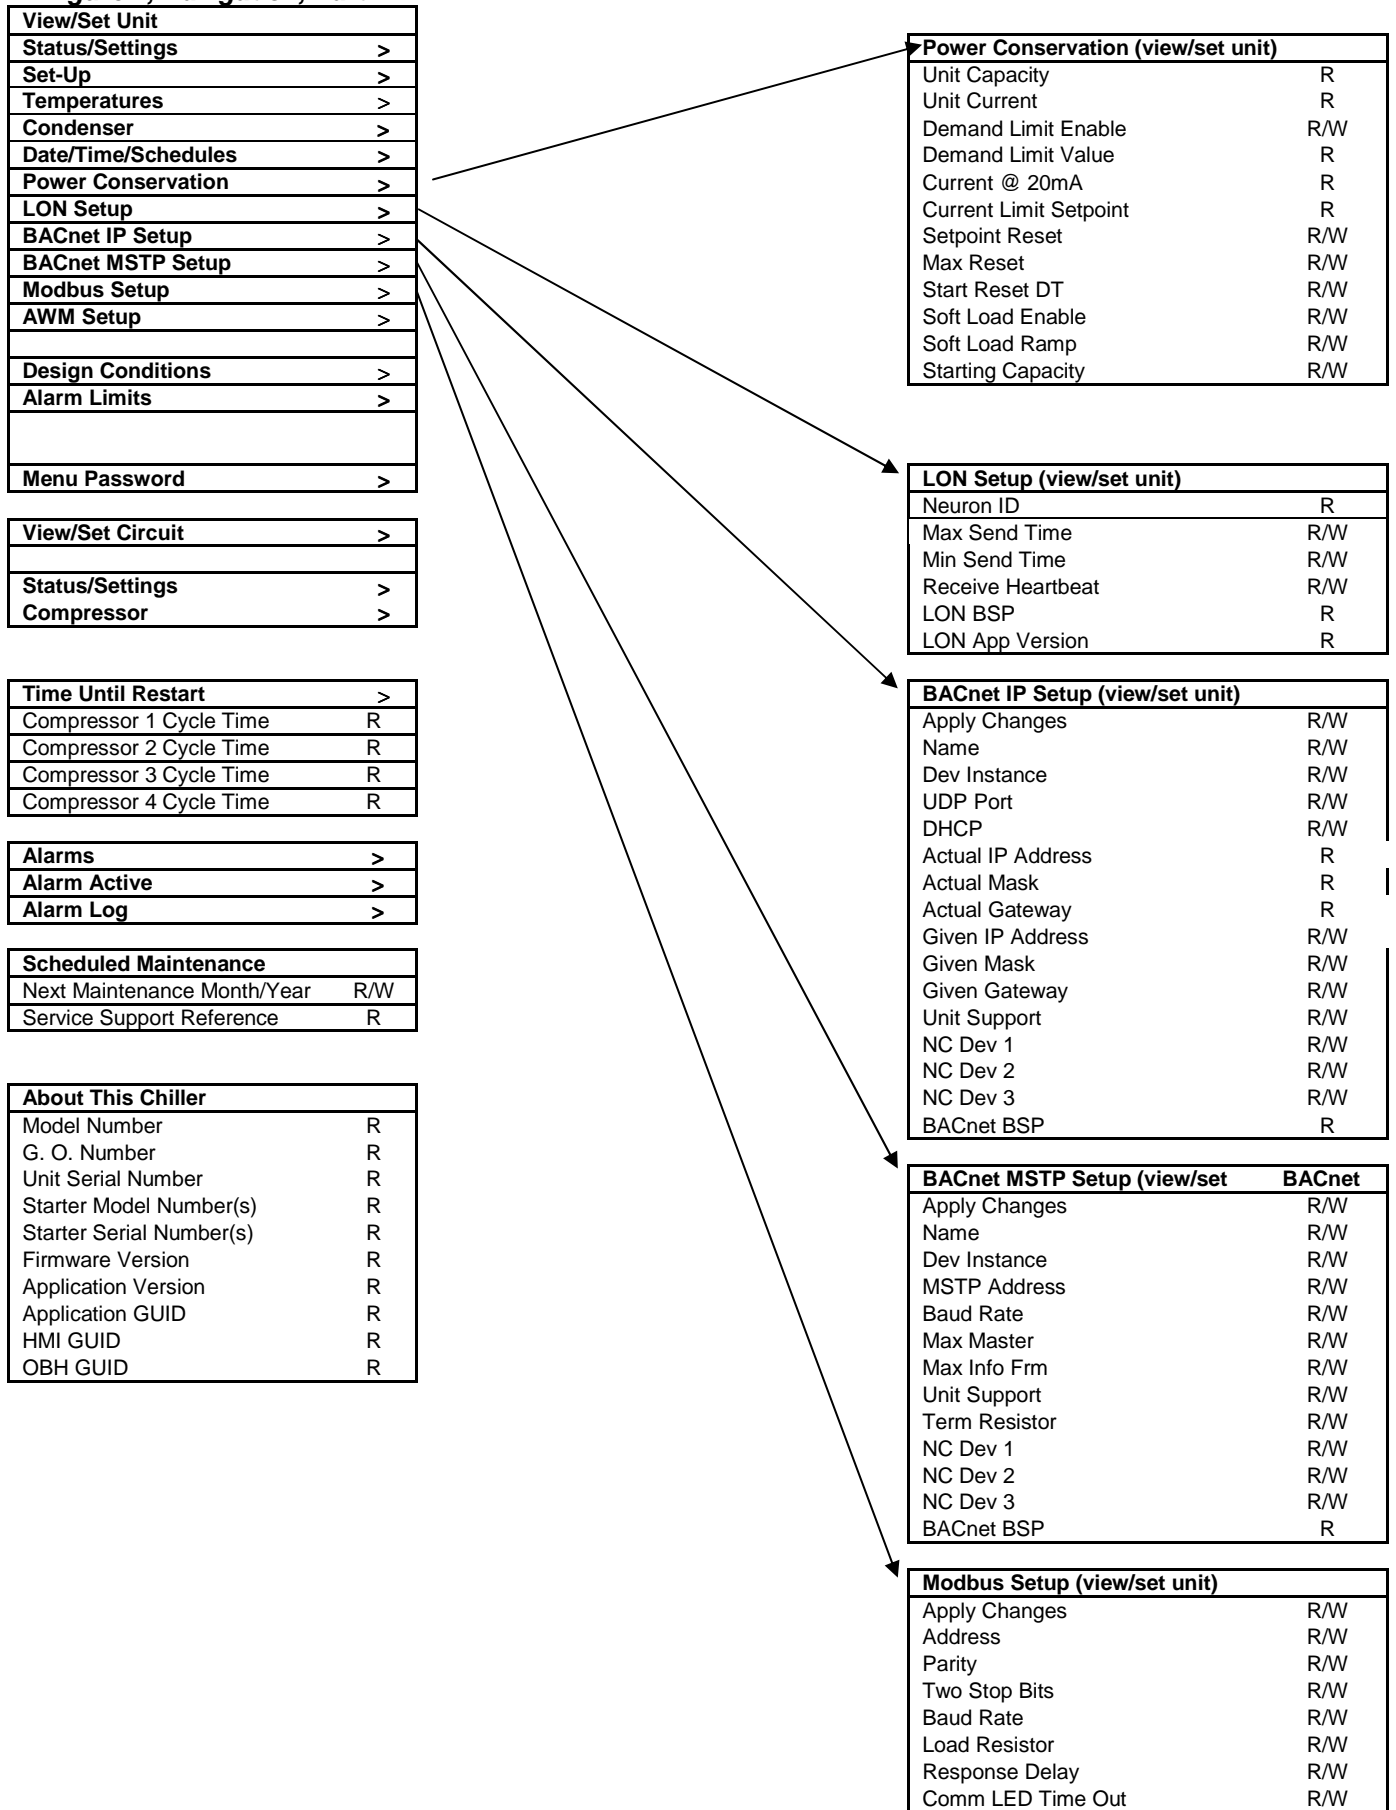 View/Set Unit
Status/Settings >
Set-Up >
Temperatures >
Condenser >
Date/Time/Schedules >
Power Conservation >
LON Setup >
BACnet IP Setup >
BACnet MSTP Setup >
Modbus Setup >
AWM Setup >
Design Conditions >
Alarm Limits >
Menu Password >
View/Set Circuit >
Status/Settings >
Compressor >
Time Until Restart >
Compressor 1 Cycle Time R
Compressor 2 Cycle Time R
Compressor 3 Cycle Time R
Compressor 4 Cycle Time R
Alarms >
Alarm Active >
Alarm Log >
Scheduled Maintenance
Next Maintenance Month/Year R/W
Service Support Reference R
About This Chiller
Model Number R
G. O. Number R
Unit Serial Number R
Starter Model Number(s) R
Starter Serial Number(s) R
Firmware Version R
Application Version R
Application GUID R
HMI GUID R
OBH GUID R
Power Conservation (view/set unit)
Unit Capacity R
Unit Current R
Demand Limit Enable R/W
Demand Limit Value R
Current @ 20mA R
Current Limit Setpoint R
Setpoint Reset R/W
Max Reset R/W
Start Reset DT R/W
Soft Load Enable R/W
Soft Load Ramp R/W
Starting Capacity R/W
LON Setup (view/set unit)
Neuron ID R
Max Send Time R/W
Min Send Time R/W
Receive Heartbeat R/W
LON BSP R
LON App Version R
BACnet IP Setup (view/set unit)
Apply Changes R/W
Name R/W
Dev Instance R/W
UDP Port R/W
DHCP R/W
Actual IP Address R
Actual Mask R
Actual Gateway R
Given IP Address R/W
Given Mask R/W
Given Gateway R/W
Unit Support R/W
NC Dev 1 R/W
NC Dev 2 R/W
NC Dev 3 R/W
BACnet BSP R
BACnet MSTP Setup (view/set BACnet
Apply Changes R/W
Name R/W
Dev Instance R/W
MSTP Address R/W
Baud Rate R/W
Max Master R/W
Max Info Frm R/W
Unit Support R/W
Term Resistor R/W
NC Dev 1 R/W
NC Dev 2 R/W
NC Dev 3 R/W
BACnet BSP R
Modbus Setup (view/set unit)
Apply Changes R/W
Address R/W
Parity R/W
Two Stop Bits R/W
Baud Rate R/W
Load Resistor R/W
Response Delay R/W
Comm LED Time Out R/W